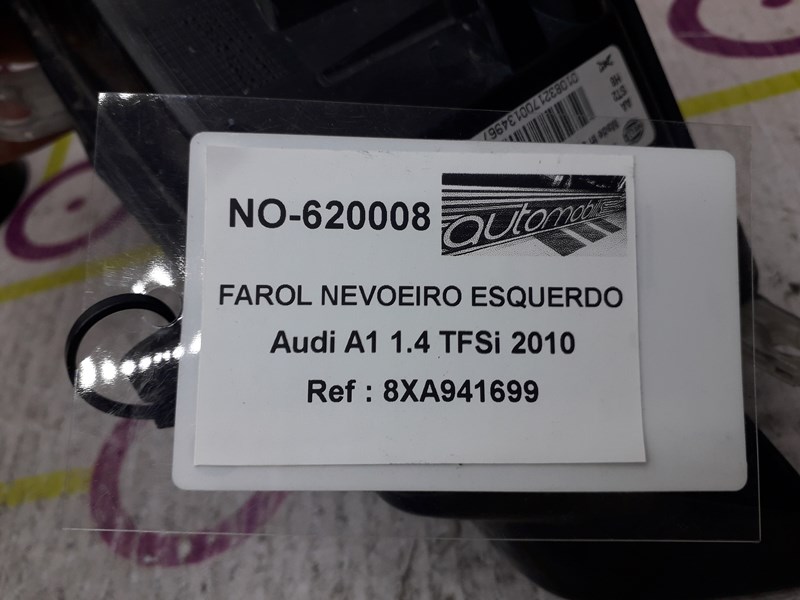 NO-620008
automobile
FAROL NEVOEIRO ESQUERDO
Audi A1 1.4 TFSi 2010
Ref : 8XA941699